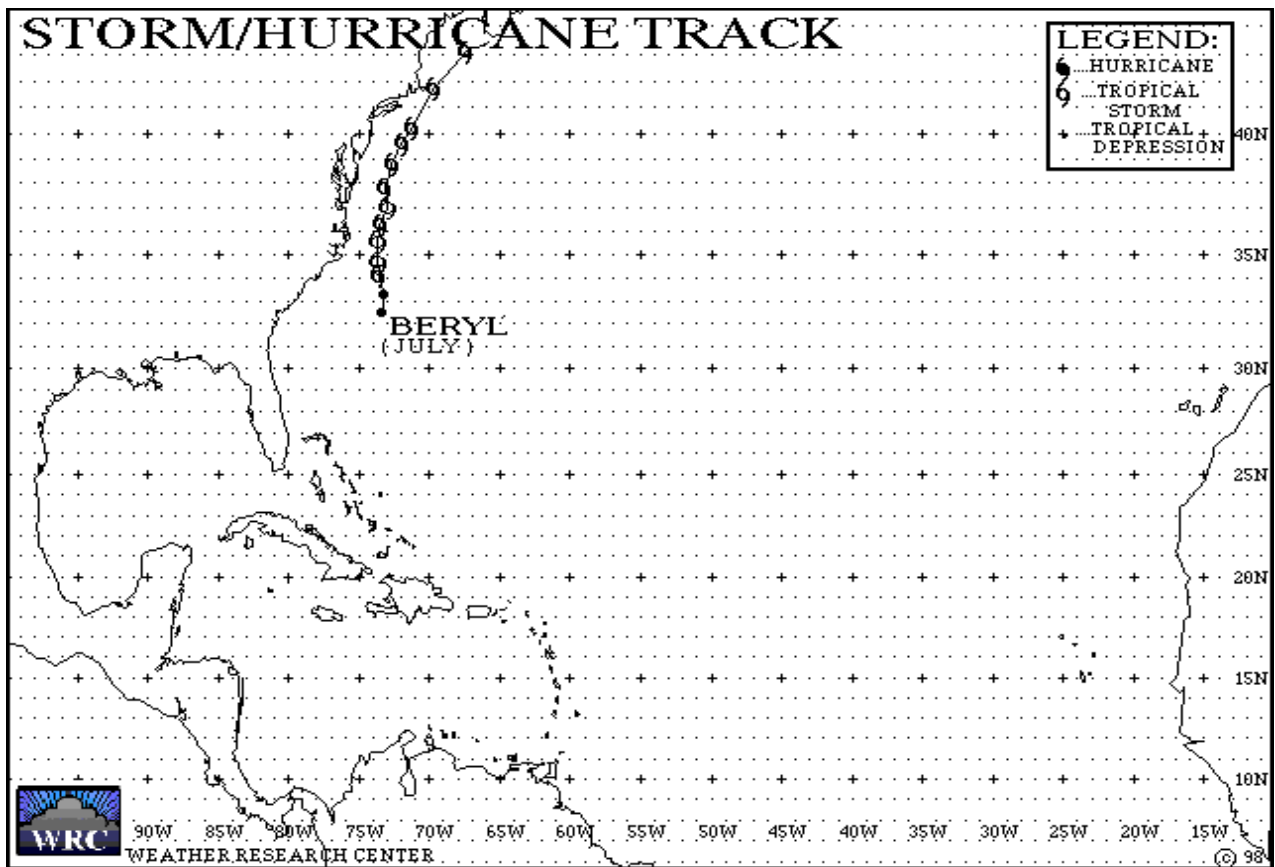 STORM/HURRICANE TRACK
LEGEND:
...HURRICANE
...TROPICAL
STORM
...TROPICAL
DEPRESSION
40N
35N
BERYL
(JULY)
30N
25N
20N
15N
10N
90W 85W 80W 75W 70W 65W 60W 55W 50W 45W 40W 35W 30W 25W 20W 15W
WRC
WEATHER RESEARCH CENTER
© 98